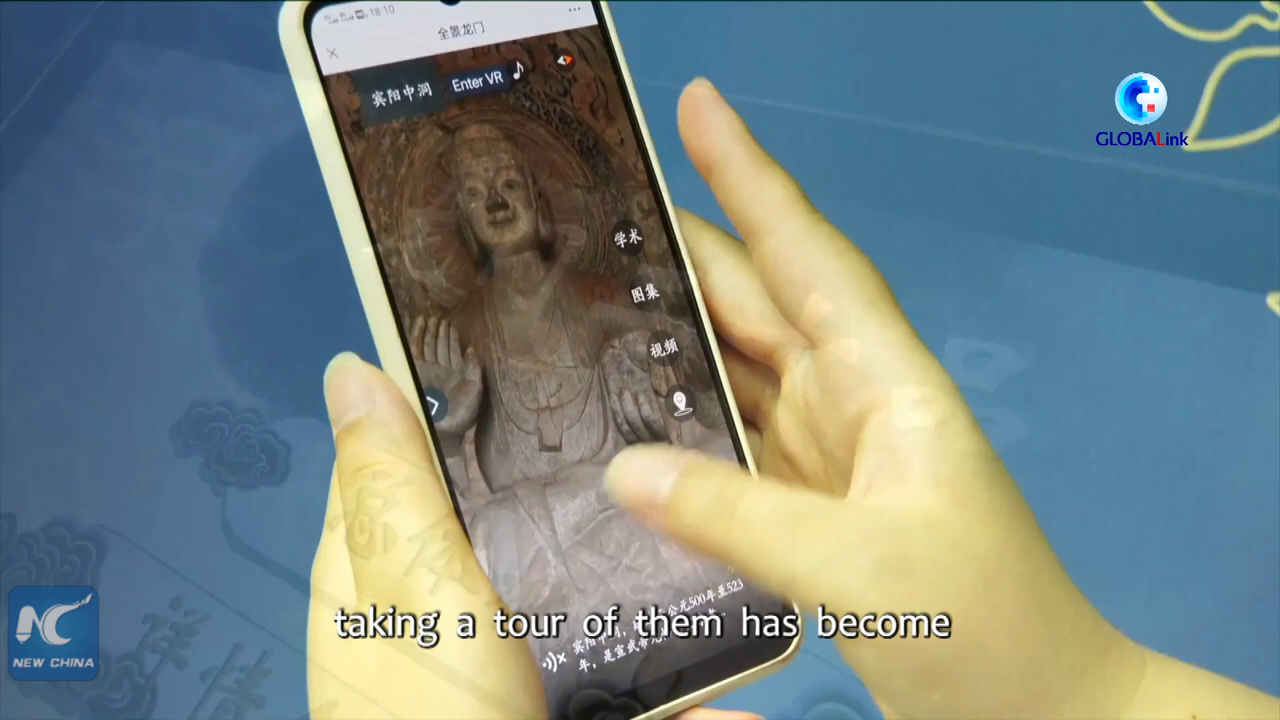 18:10
全景龙门
宾阳中洞
Enter VR
GLOBALink
学术
图集
视频
公元500年至523
宾阳中洞,
年,是宣武帝
taking a tour of them has become
NEW CHINA